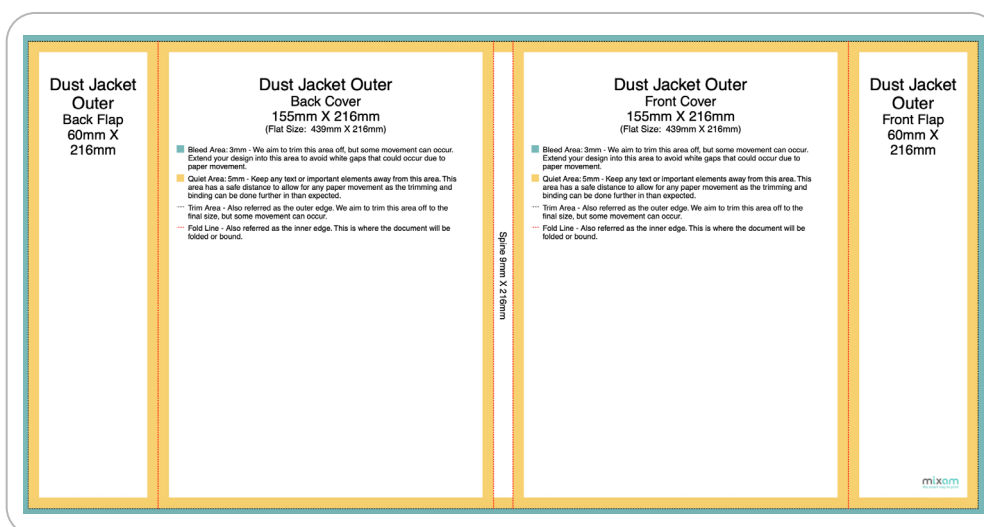 Dust Jacket
Outer
Back Flap
60mm X
216mm
Dust Jacket Outer
Back Cover
155mm X 216mm
(Flat Size: 439mm X 216mm)
Bleed Area: 3mm - We aim to trim this area off, but some movement can occur.
Extend your design into this area to avoid white gaps that could occur due to
paper movement.
Quiet Area: 5mm - Keep any text or important elements away from this area. This
area has a safe distance to allow for any paper movement as the trimming and
binding can be done further in than expected.
Trim Area - Also referred as the outer edge. We aim to trim this area off to the
final size, but some movement can occur.
Fold Line - Also referred as the inner edge. This is where the document will be
folded or bound.
Spine 9mm X 216mm
Dust Jacket Outer
Front Cover
155mm X 216mm
(Flat Size: 439mm X 216mm)
Bleed Area: 3mm - We aim to trim this area off, but some movement can occur.
Extend your design into this area to avoid white gaps that could occur due to
paper movement.
Quiet Area: 5mm - Keep any text or important elements away from this area. This
area has a safe distance to allow for any paper movement as the trimming and
binding can be done further in than expected.
Trim Area - Also referred as the outer edge. We aim to trim this area off to the
final size, but some movement can occur.
Fold Line - Also referred as the inner edge. This is where the document will be
folded or bound.
Dust Jacket
Outer
Front Flap
60mm X
216mm
mixam